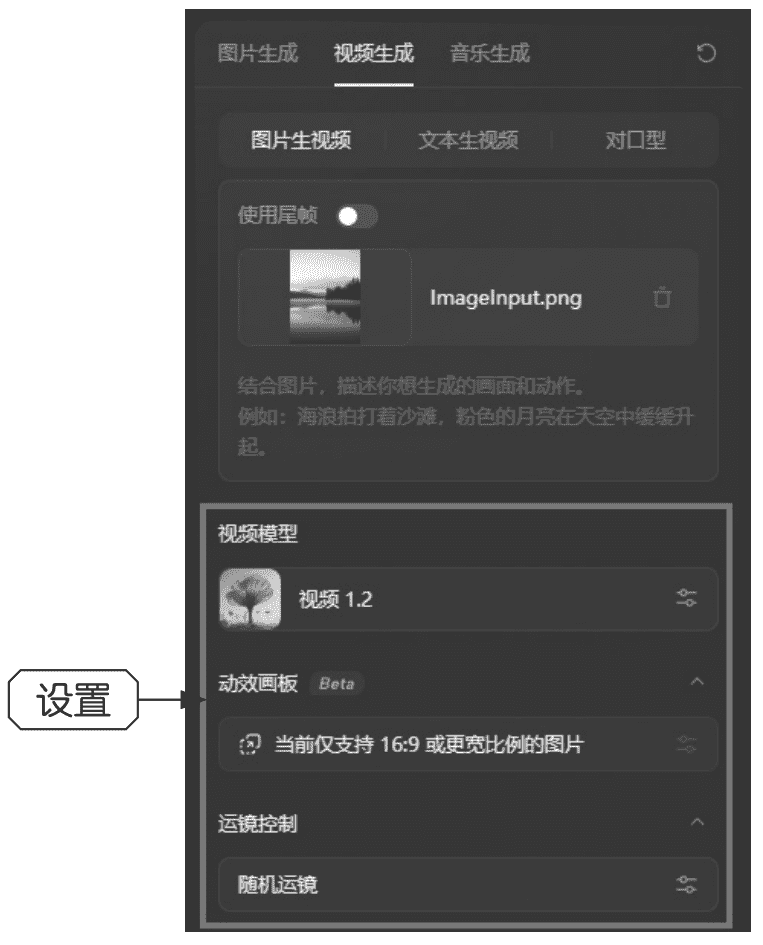 图片生成 视频生成 音乐生成
图片生视频 文本生视频 对口型
使用尾帧
ImageInput.png
结合图片，描述你想生成的画面和动作。
例如：海浪拍打着沙滩，粉色的月亮在天空中缓缓升
起。
视频模型
视频 1.2
设置
动效画板 Beta
当前仅支持 16:9 或更宽比例的图片
运镜控制
随机运镜